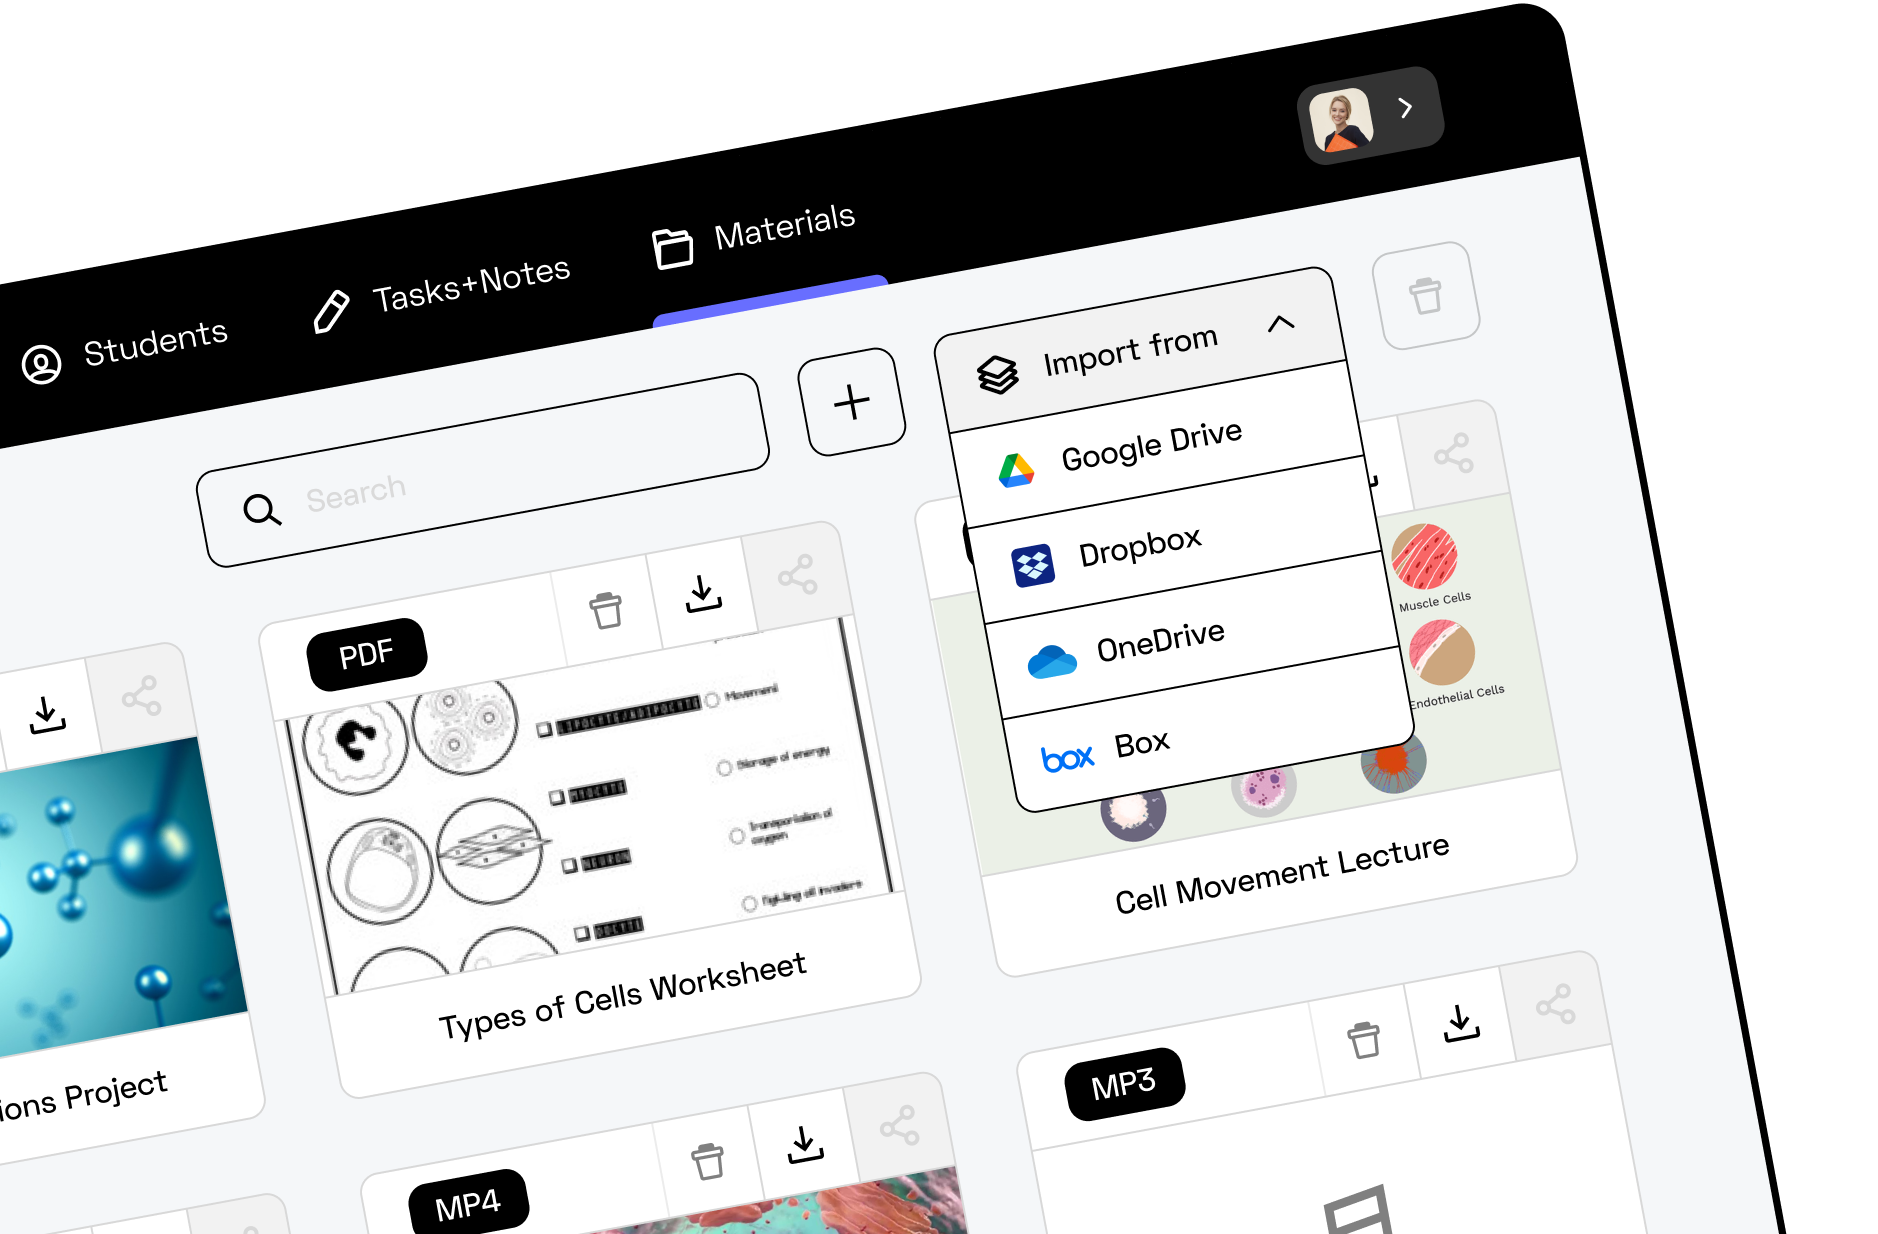 Students
Tasks+Notes
Materials
Search
Import from
Google Drive
Dropbox
OneDrive
box Box
PDF
Movement
Storage of energy
Transportation of
oxygen
Fighting off invaders
NEURON
Types of Cells Worksheet
Muscle Cells
Endothelial Cells
Cell Movement Lecture
ions Project
MP4
MP3